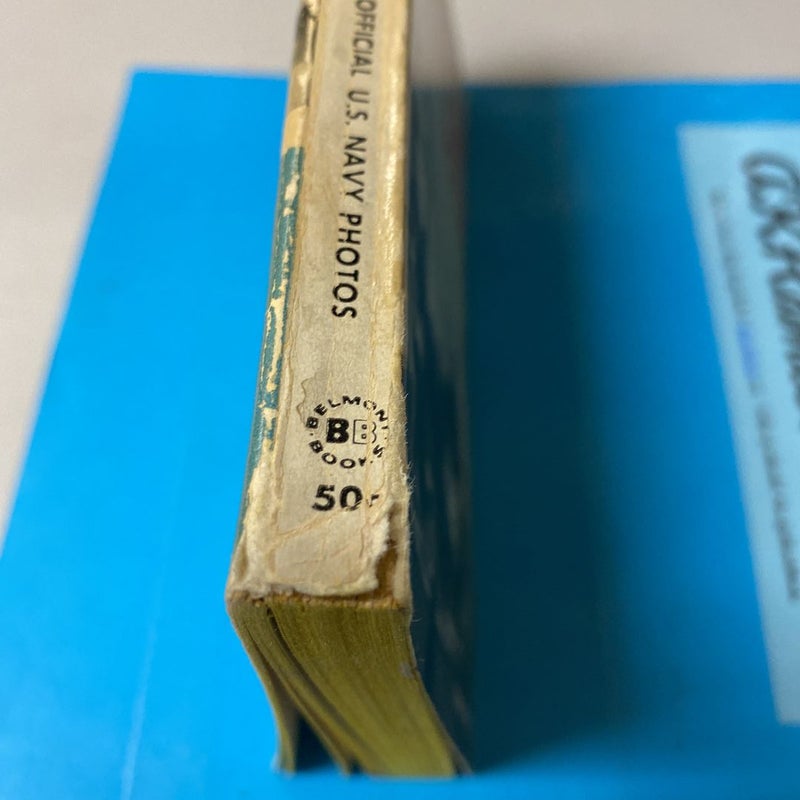 OFFICIAL U.S. NAVY PHOTOS
BELMONT
BB
BOOKS
50¢